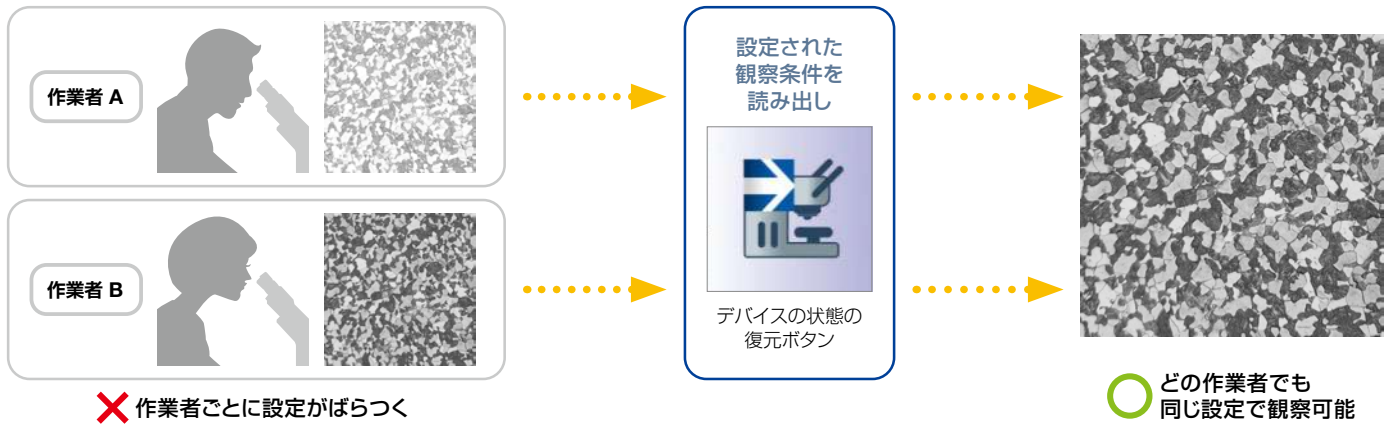 作業者 A
作業者 B
作業者ごとに設定がばらつく
設定された
観察条件を
読み出し
デバイスの状態の
復元ボタン
どの作業者でも
同じ設定で観察可能